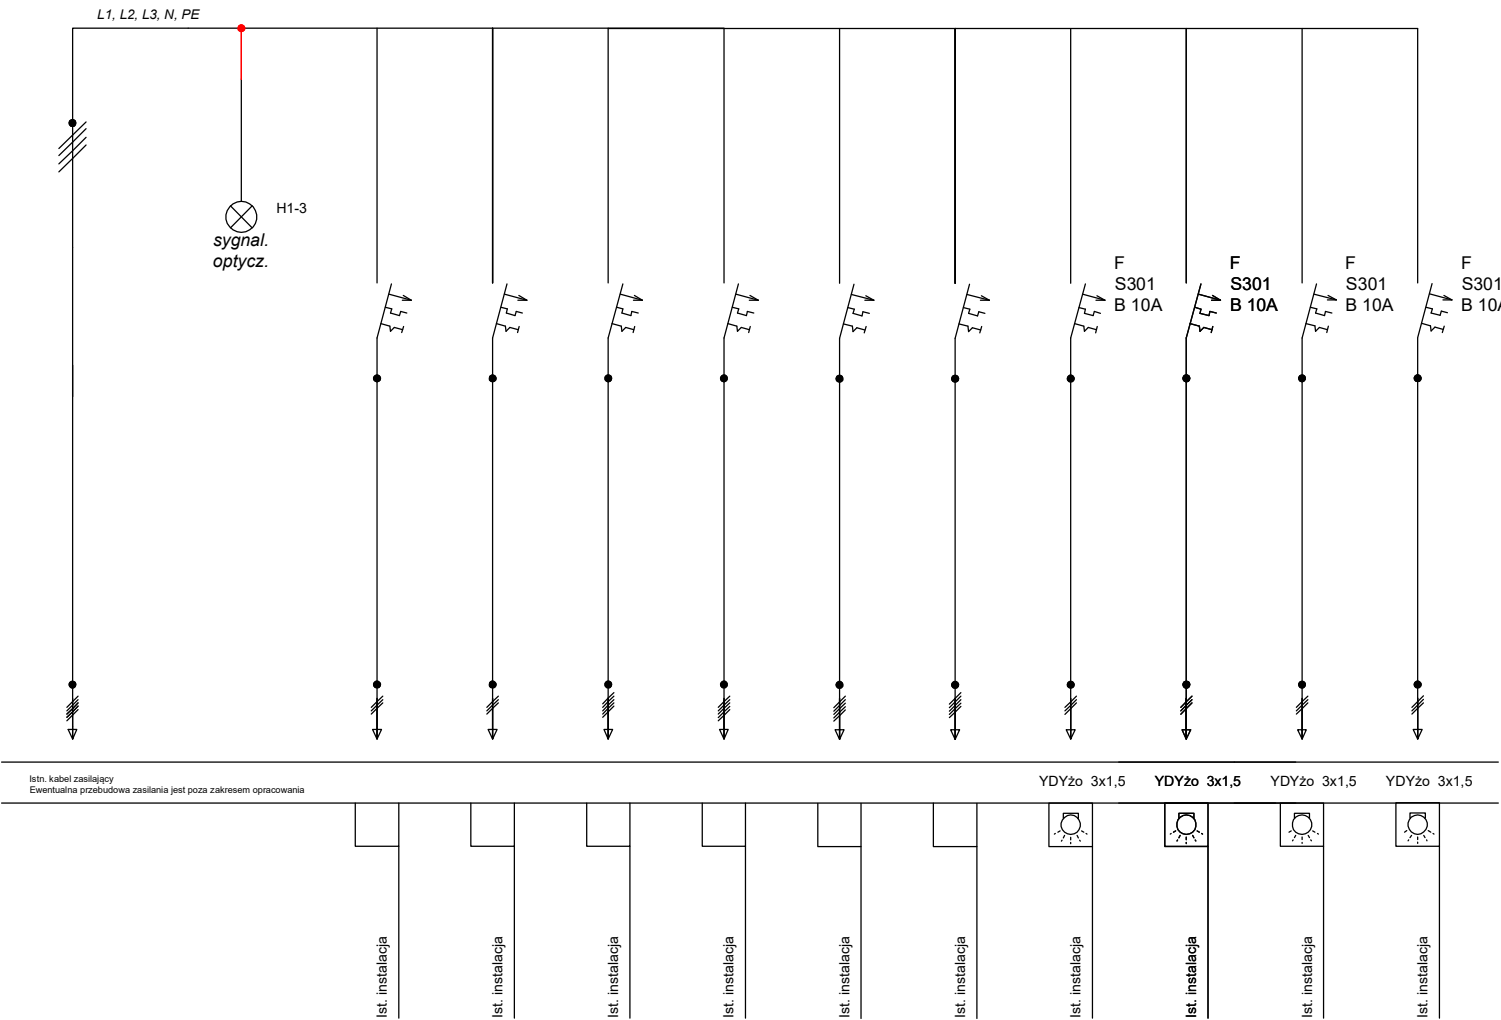 L1, L2, L3, N, PE
H1-3
sygnal.
optycz.
F
S301
B 10A
F
S301
B 10A
F
S301
B 10A
F
S301
B 10A
Istn. kabel zasilający
Ewentualna przebudowa zasilania jest poza zakresem opracowania
YDYżo 3x1,5
YDYżo 3x1,5
YDYżo 3x1,5
YDYżo 3x1,5
Ist. instalacja
Ist. instalacja
Ist. instalacja
Ist. instalacja
Ist. instalacja
Ist. instalacja
Ist. instalacja
Ist. instalacja
Ist. instalacja
Ist. instalacja